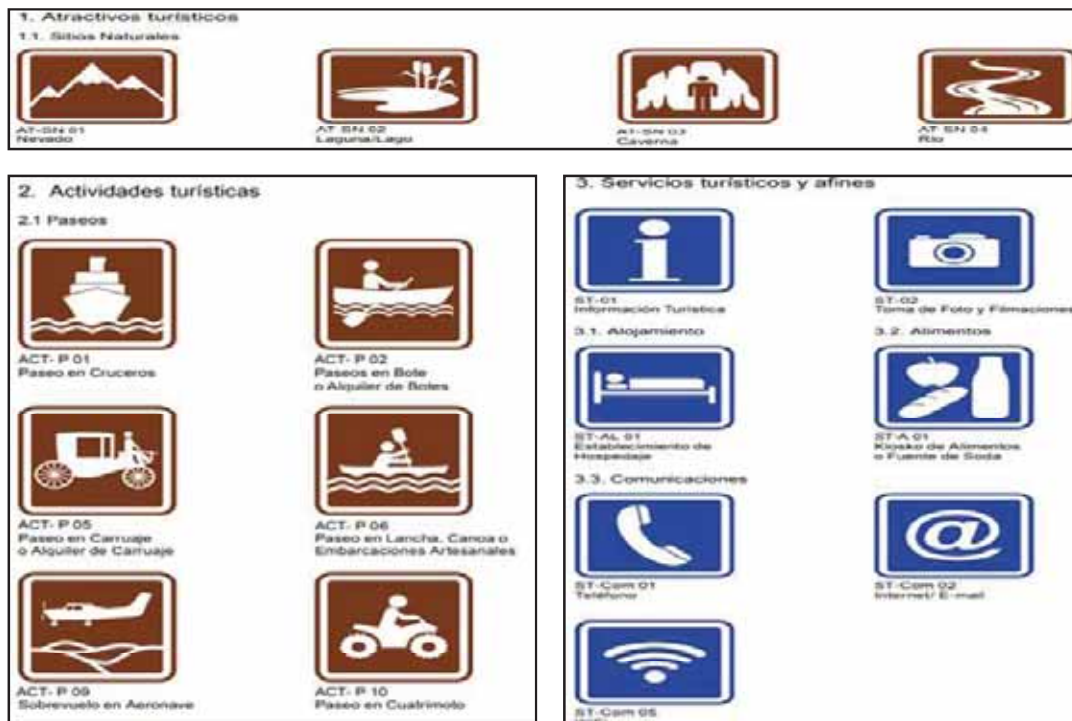 1. Atractivos turísticos
1.1. Sitios Naturales
AT-SN 01
Nevado
AT-SN 02
Laguna/Lago
AT-SN 03
Caverna
AT-SN 04
Río
2. Actividades turísticas
2.1 Paseos
ACT- P 01
Paseo en Cruceros
ACT- P 02
Paseos en Bote
o Alquiler de Botes
ACT- P 05
Paseo en Carruaje
o Alquiler de Carruaje
ACT- P 06
Paseo en Lancha, Canoa o
Embarcaciones Artesanales
ACT- P 09
Sobrevuelo en Aeronave
ACT- P 10
Paseo en Cuatrimoto
3. Servicios turísticos y afines
ST-01
Información Turística
ST-02
Toma de Foto y Filmaciones
3.1. Alojamiento
3.2. Alimentos
ST-AL 01
Establecimiento de
Hospedaje
ST-A 01
Kiosko de Alimentos
o Fuente de Soda
3.3. Comunicaciones
ST-Com 01
Teléfono
@
ST-Com 02
Internet/ E-mail
ST-Com 05